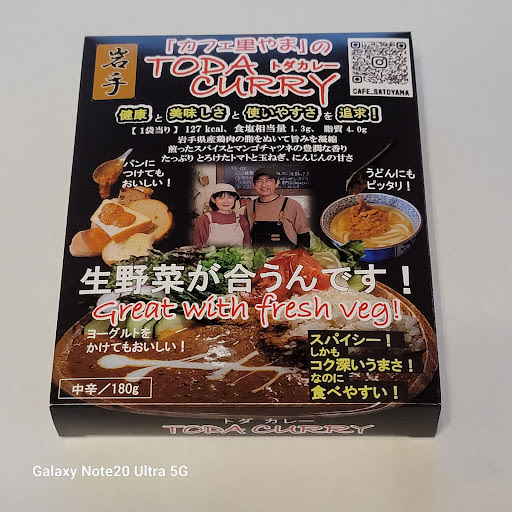 岩手
「カフェ里やま」の
TODA トダカレー
CURRY
CAFE_SATOYAMA
健康と美味しさと使いやすさを追求！
【１袋当り】127 kcal、食塩相当量 1.3g、脂質 4.0g
岩手県産鶏肉の脂をぬいて旨みを凝縮
煎ったスパイスとマンゴチャツネの豊潤な香り
たっぷり とろけたトマトと玉ねぎ、にんじんの甘さ
パンに
つけても
おいしい！
うどんにも
ピッタリ！
生野菜が合うんです！
Great with fresh veg!
ヨーグルトを
かけてもおいしい！
スパイシー！
しかも
コク深いうまさ！
なのに
食べやすい！
中辛／180g
トダ カレー
TODA CURRY
Galaxy Note20 Ultra 5G